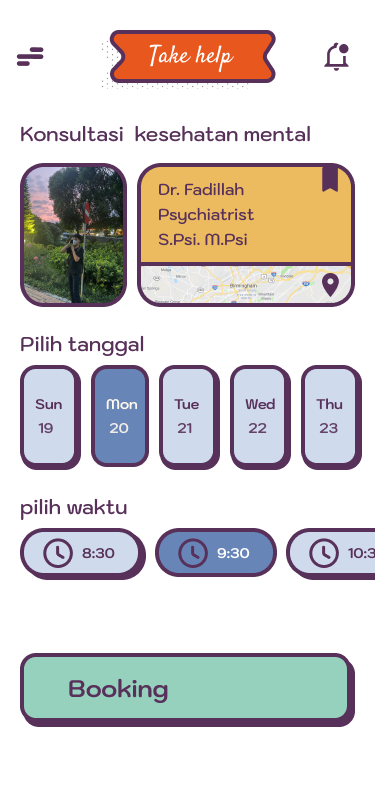 Take help
Konsultasi kesehatan mental
Dr. Fadillah
Psychiatrist
S.Psi. M.Psi
Birmingham
Pilih tanggal
Sun Mon Tue Wed Thu
19 20 21 22 23
pilih waktu
8:30 9:30 10:3
Booking